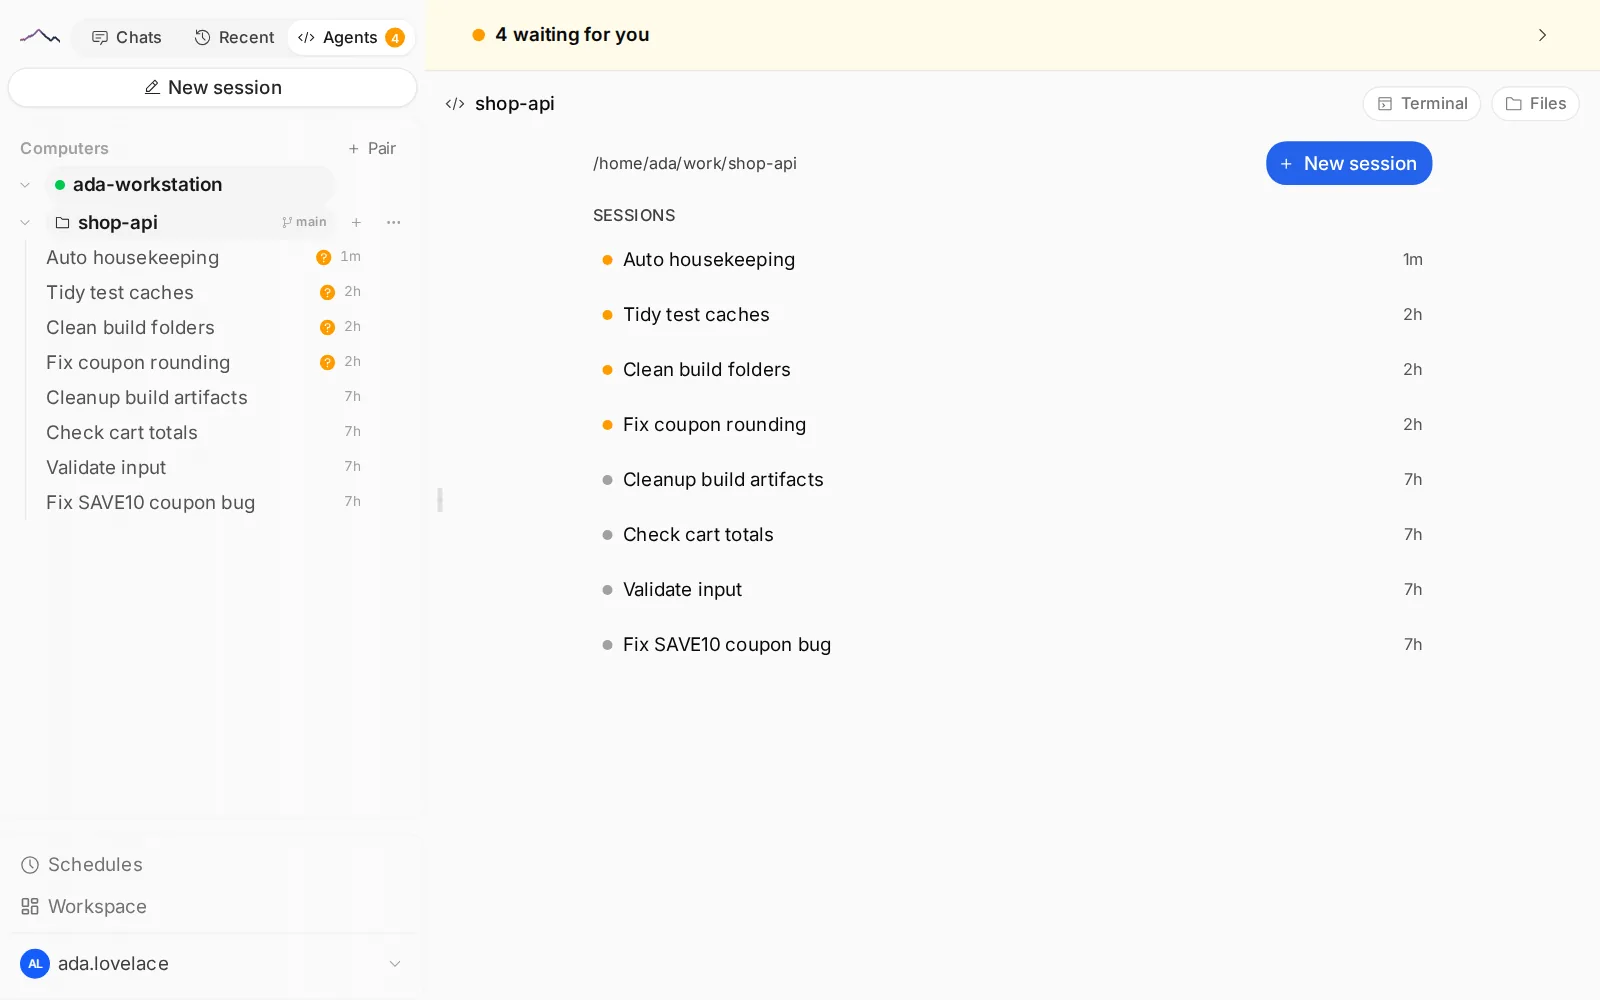 Chats Recent Agents 4
New session
Computers + Pair
ada-workstation
shop-api main + ...
Auto housekeeping ? 1m
Tidy test caches ? 2h
Clean build folders ? 2h
Fix coupon rounding ? 2h
Cleanup build artifacts 7h
Check cart totals 7h
Validate input 7h
Fix SAVE10 coupon bug 7h
Schedules
Workspace
AL ada.lovelace
4 waiting for you
</> shop-api Terminal Files
/home/ada/work/shop-api + New session
SESSIONS
Auto housekeeping 1m
Tidy test caches 2h
Clean build folders 2h
Fix coupon rounding 2h
Cleanup build artifacts 7h
Check cart totals 7h
Validate input 7h
Fix SAVE10 coupon bug 7h